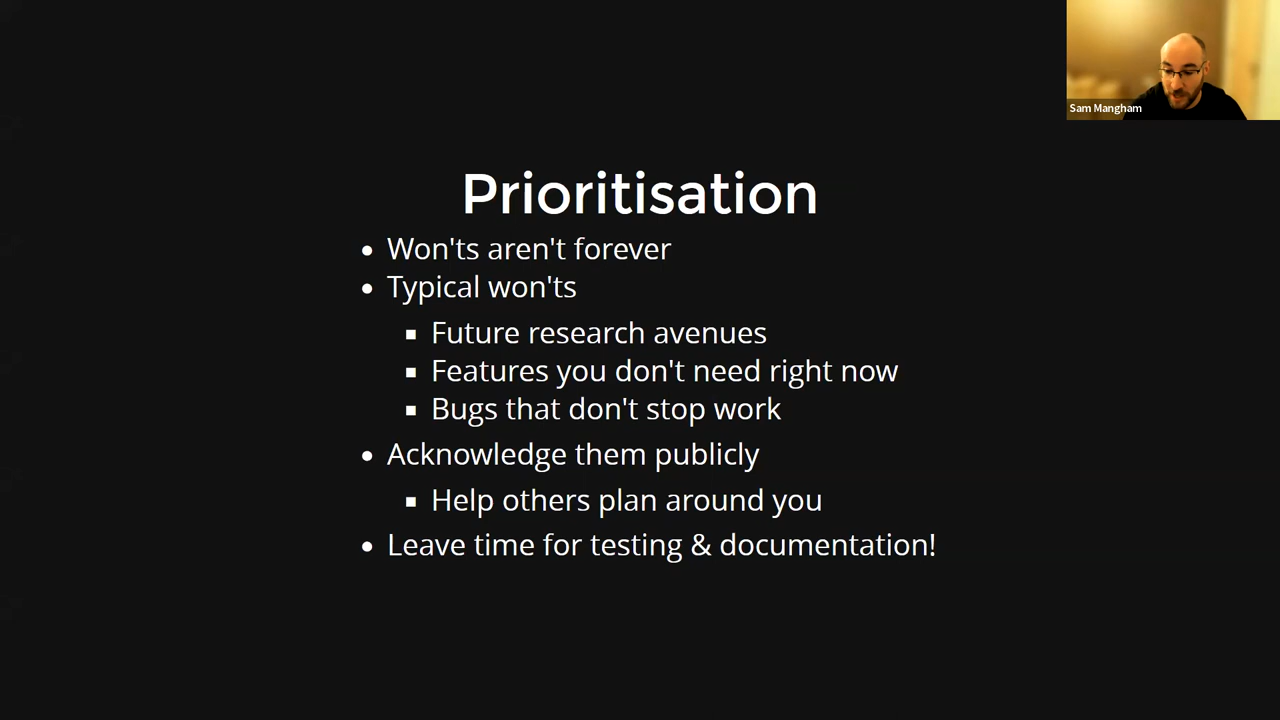 Sam Mangham
Prioritisation
Won'ts aren't forever
Typical won'ts
Future research avenues
Features you don't need right now
Bugs that don't stop work
Acknowledge them publicly
Help others plan around you
Leave time for testing & documentation!